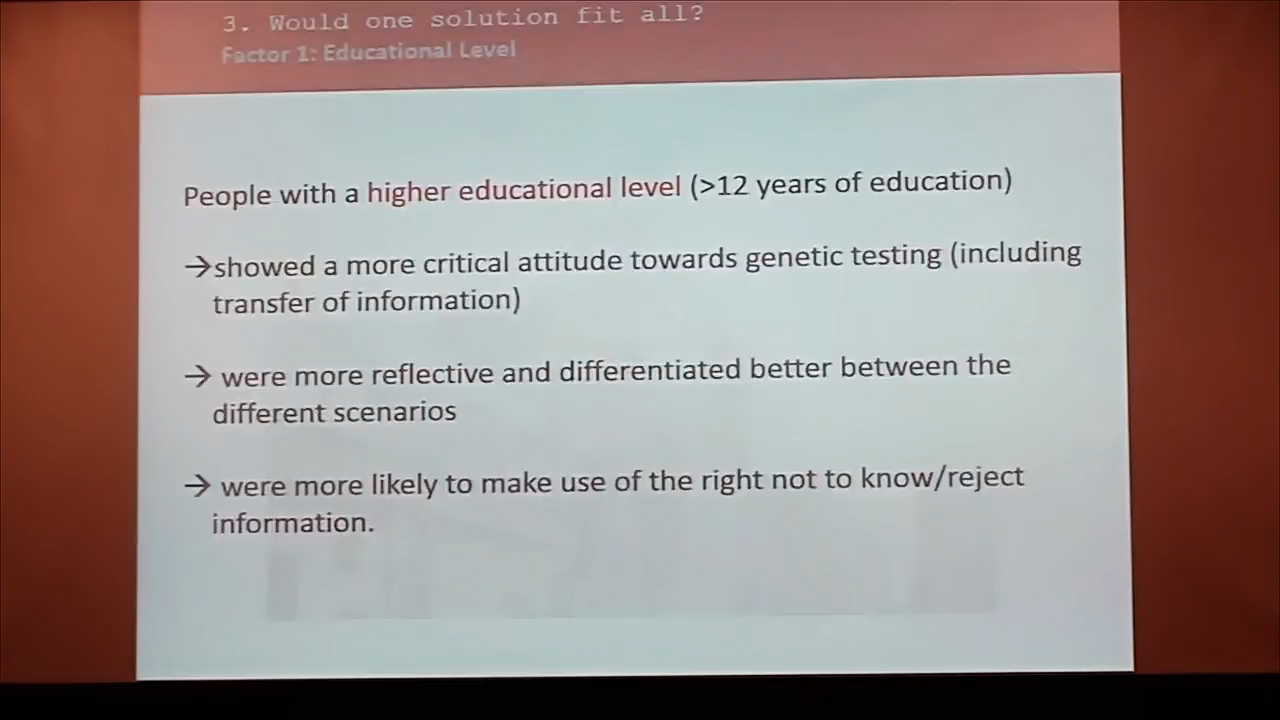 3. Would one solution fit all?
Factor 1: Educational Level
People with a higher educational level (>12 years of education)
→showed a more critical attitude towards genetic testing (including
transfer of information)
→ were more reflective and differentiated better between the
different scenarios
→ were more likely to make use of the right not to know/reject
information.